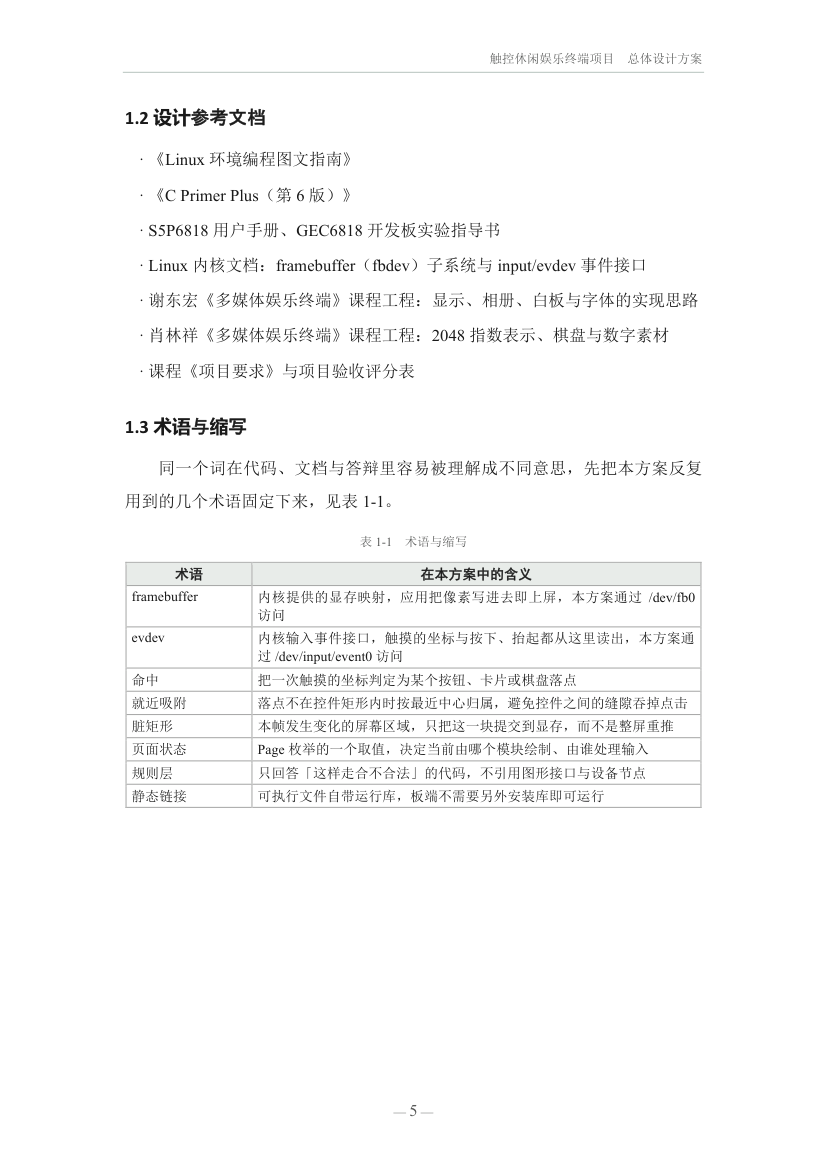 触控休闲娱乐终端项目　总体设计方案
1.2 设计参考文档
· 《Linux 环境编程图文指南》
· 《C Primer Plus（第 6 版）》
· S5P6818 用户手册、GEC6818 开发板实验指导书
· Linux 内核文档：framebuffer（fbdev）子系统与 input/evdev 事件接口
· 谢东宏《多媒体娱乐终端》课程工程：显示、相册、白板与字体的实现思路
· 肖林祥《多媒体娱乐终端》课程工程：2048 指数表示、棋盘与数字素材
· 课程《项目要求》与项目验收评分表
1.3 术语与缩写
同一个词在代码、文档与答辩里容易被理解成不同意思，先把本方案反复
用到的几个术语固定下来，见表 1-1。
表 1-1　术语与缩写
术语 在本方案中的含义
framebuffer 内核提供的显存映射，应用把像素写进去即上屏，本方案通过 /dev/fb0
访问
evdev 内核输入事件接口，触摸的坐标与按下、抬起都从这里读出，本方案通
过 /dev/input/event0 访问
命中 把一次触摸的坐标判定为某个按钮、卡片或棋盘落点
就近吸附 落点不在控件矩形内时按最近中心归属，避免控件之间的缝隙吞掉点击
脏矩形 本帧发生变化的屏幕区域，只把这一块提交到显存，而不是整屏重推
页面状态 Page 枚举的一个取值，决定当前由哪个模块绘制、由谁处理输入
规则层 只回答「这样走合不合法」的代码，不引用图形接口与设备节点
静态链接 可执行文件自带运行库，板端不需要另外安装库即可运行
— 5 —